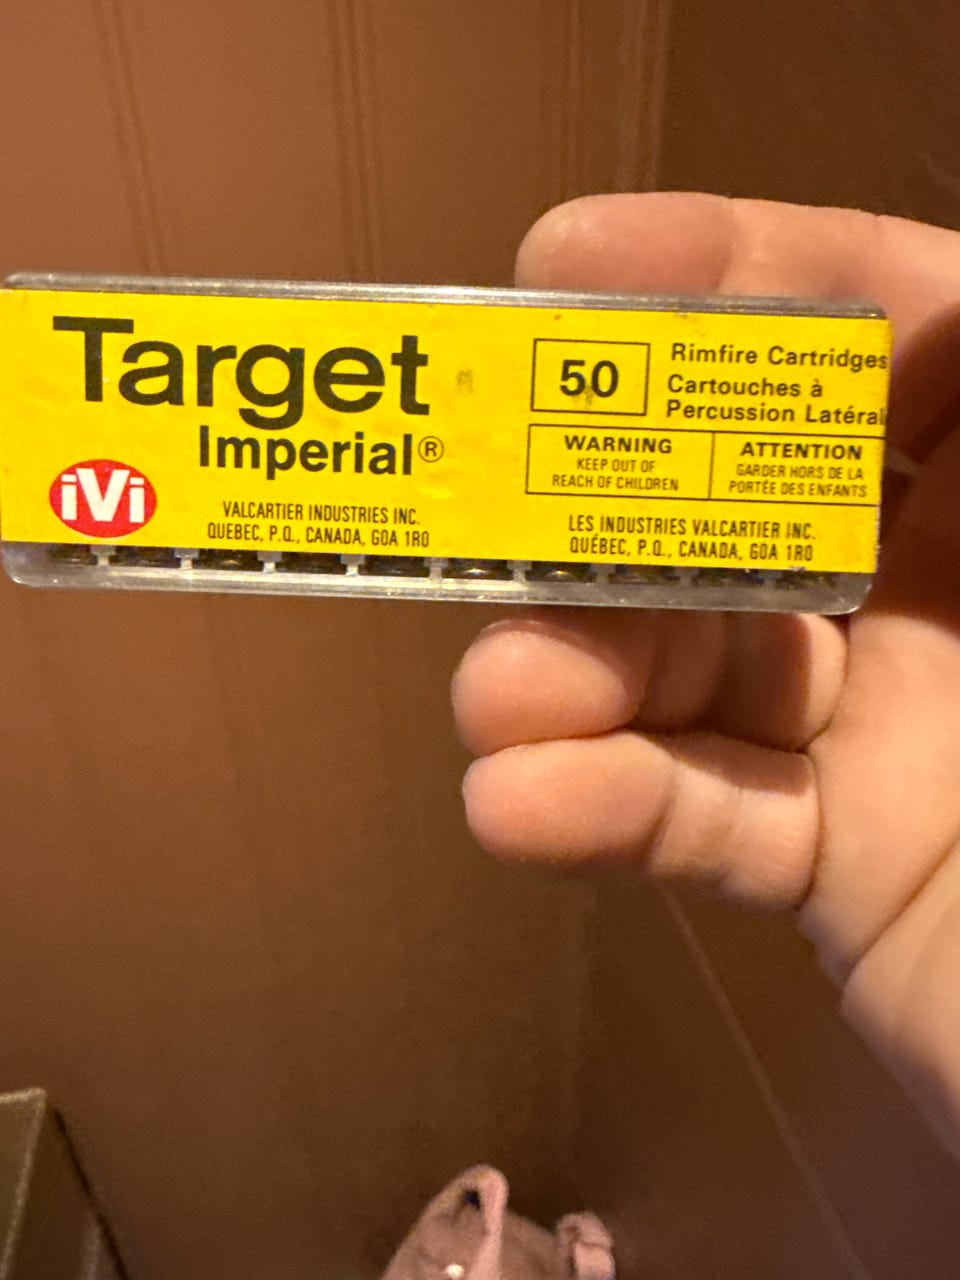 Target
Imperial®
iVi
VALCARTIER INDUSTRIES INC.
QUEBEC, P.Q., CANADA, G0A 1R0
50
Rimfire Cartridges
Cartouches à
Percussion Latéral
WARNING
KEEP OUT OF
REACH OF CHILDREN
ATTENTION
GARDER HORS DE LA
PORTÉE DES ENFANTS
LES INDUSTRIES VALCARTIER INC.
QUÉBEC, P.Q., CANADA, G0A 1R0